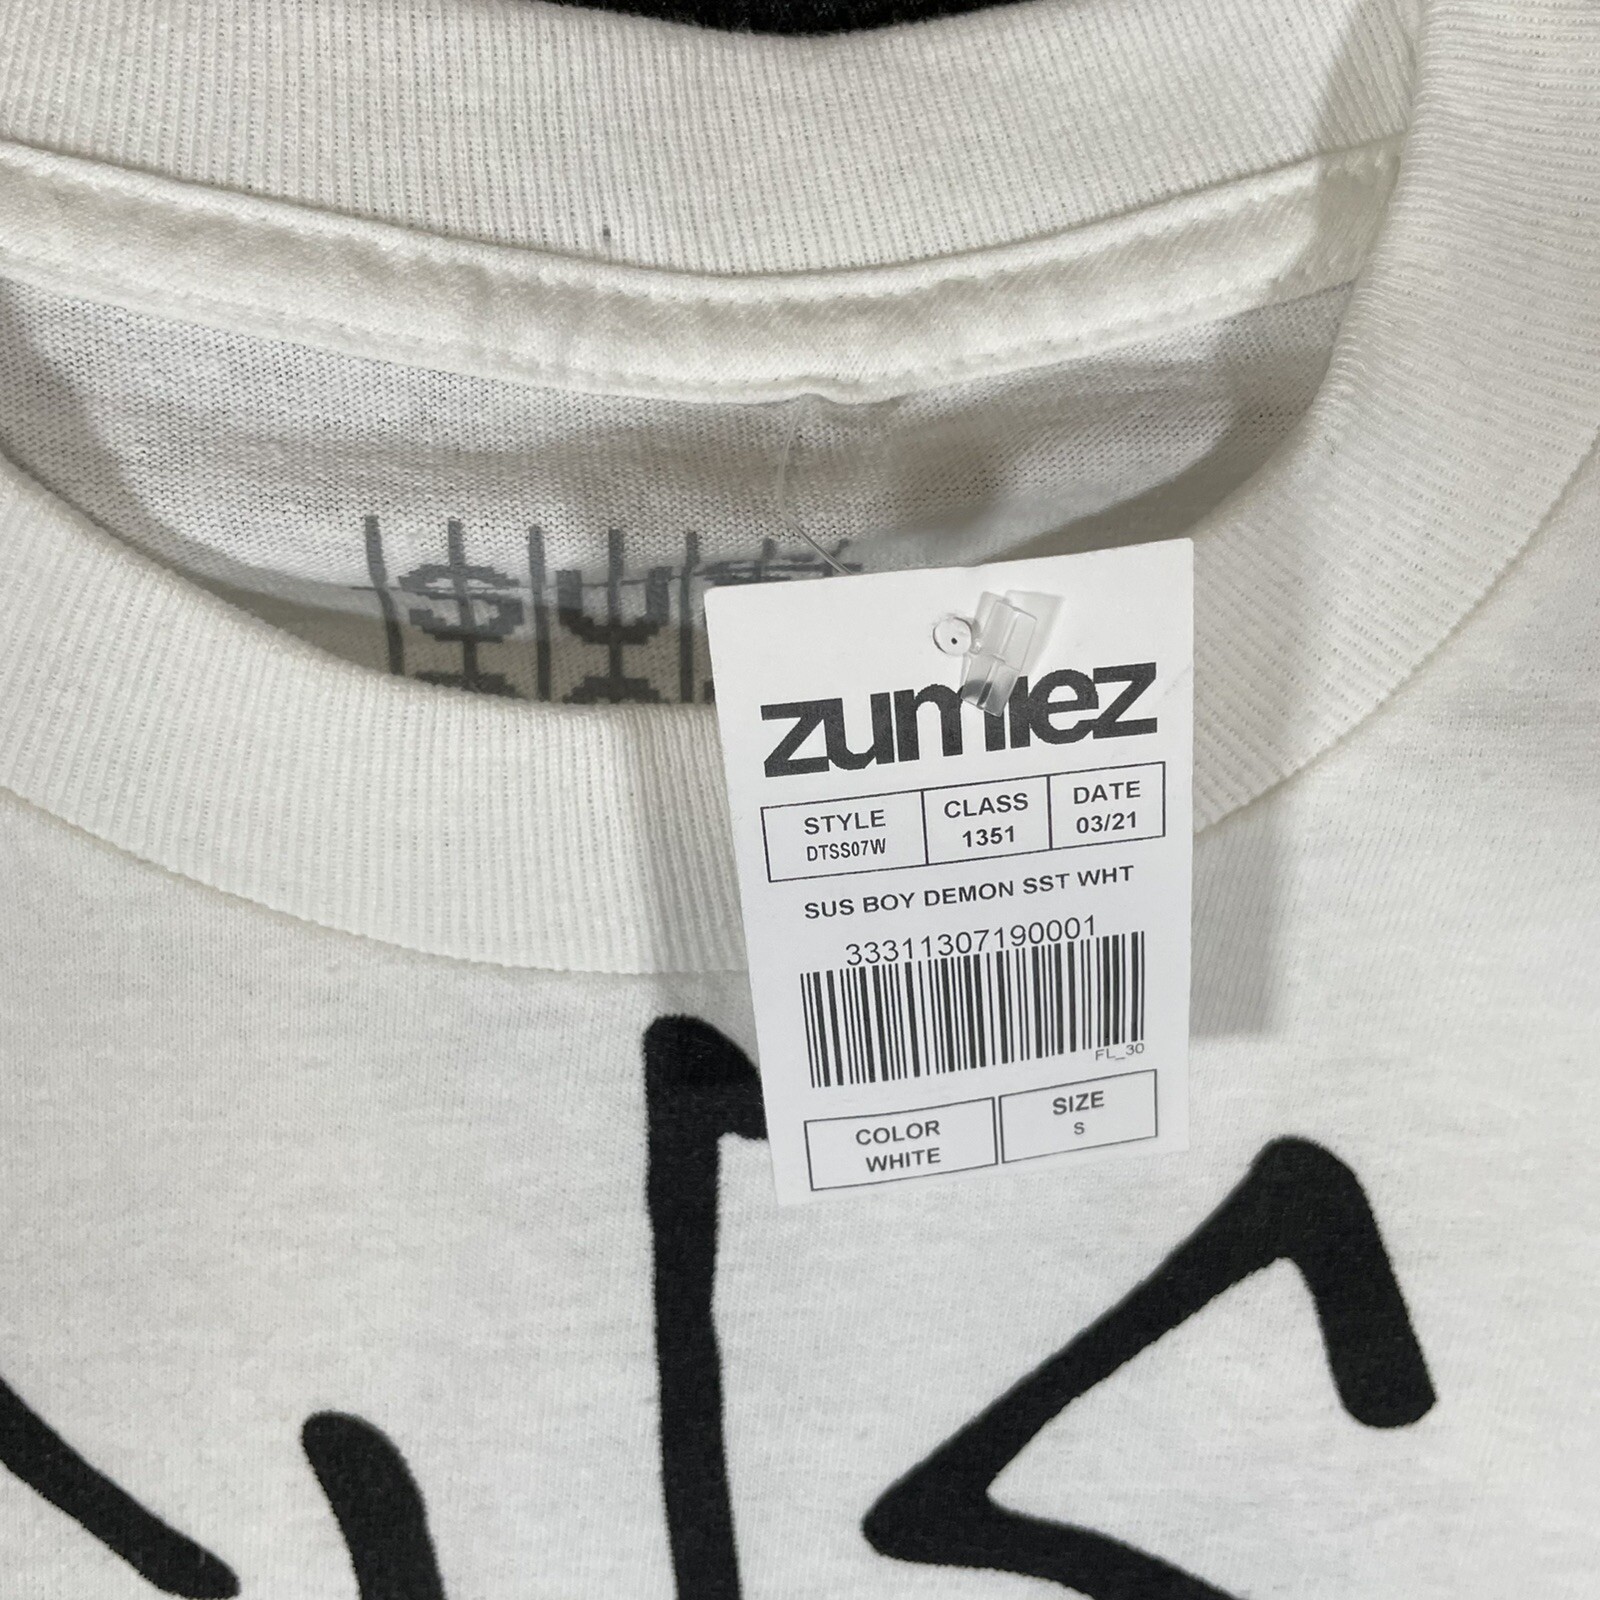 $U$
zumiez
STYLE
DTSS07W
CLASS
1351
DATE
03/21
SUS BOY DEMON SST WHT
33311307190001
FL_30
COLOR
WHITE
SIZE
S